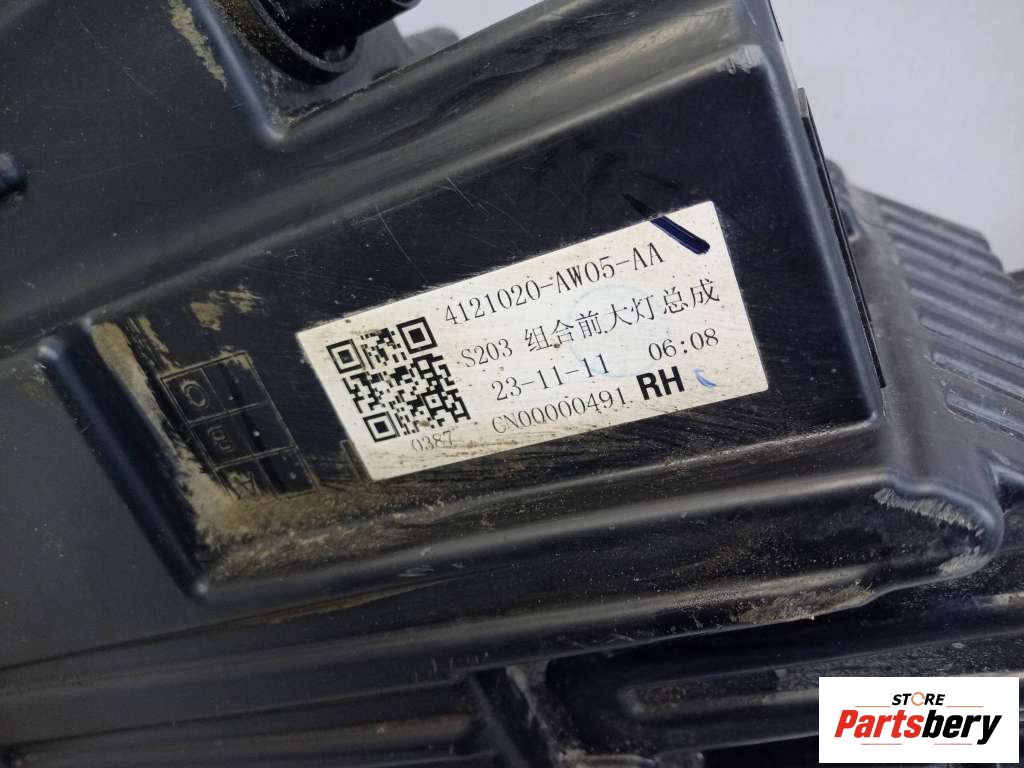 4121020-AW05-AA
S203 组合前大灯总成
23-11-11 06:08
CN0Q000491 RH
0387
STORE
Partsbery